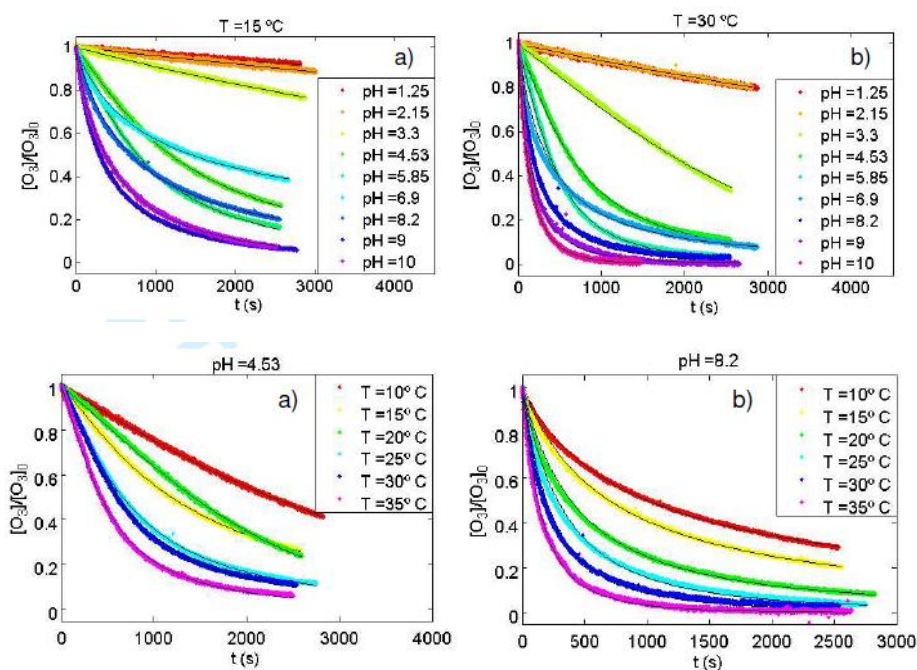 T =15 ºC
a)
[O3]/[O3]0
1
0.8
0.6
0.4
0.2
0
pH =1.25
pH =2.15
pH =3.3
pH =4.53
pH =5.85
pH =6.9
pH =8.2
pH =9
pH =10
0 1000 2000 3000 4000
t (s)
T =30 ºC
b)
[O3]/[O3]0
1
0.8
0.6
0.4
0.2
0
pH =1.25
pH =2.15
pH =3.3
pH =4.53
pH =5.85
pH =6.9
pH =8.2
pH =9
pH =10
0 1000 2000 3000 4000
t (s)
pH =4.53
a)
[O3]/[O3]0
1
0.8
0.6
0.4
0.2
0
T =10º C
T =15º C
T =20º C
T =25º C
T =30º C
T =35º C
0 1000 2000 3000 4000
t (s)
pH =8.2
b)
[O3]/[O3]0
1
0.8
0.6
0.4
0.2
0
T =10º C
T =15º C
T =20º C
T =25º C
T =30º C
T =35º C
0 500 1000 1500 2000 2500 3000
t (s)